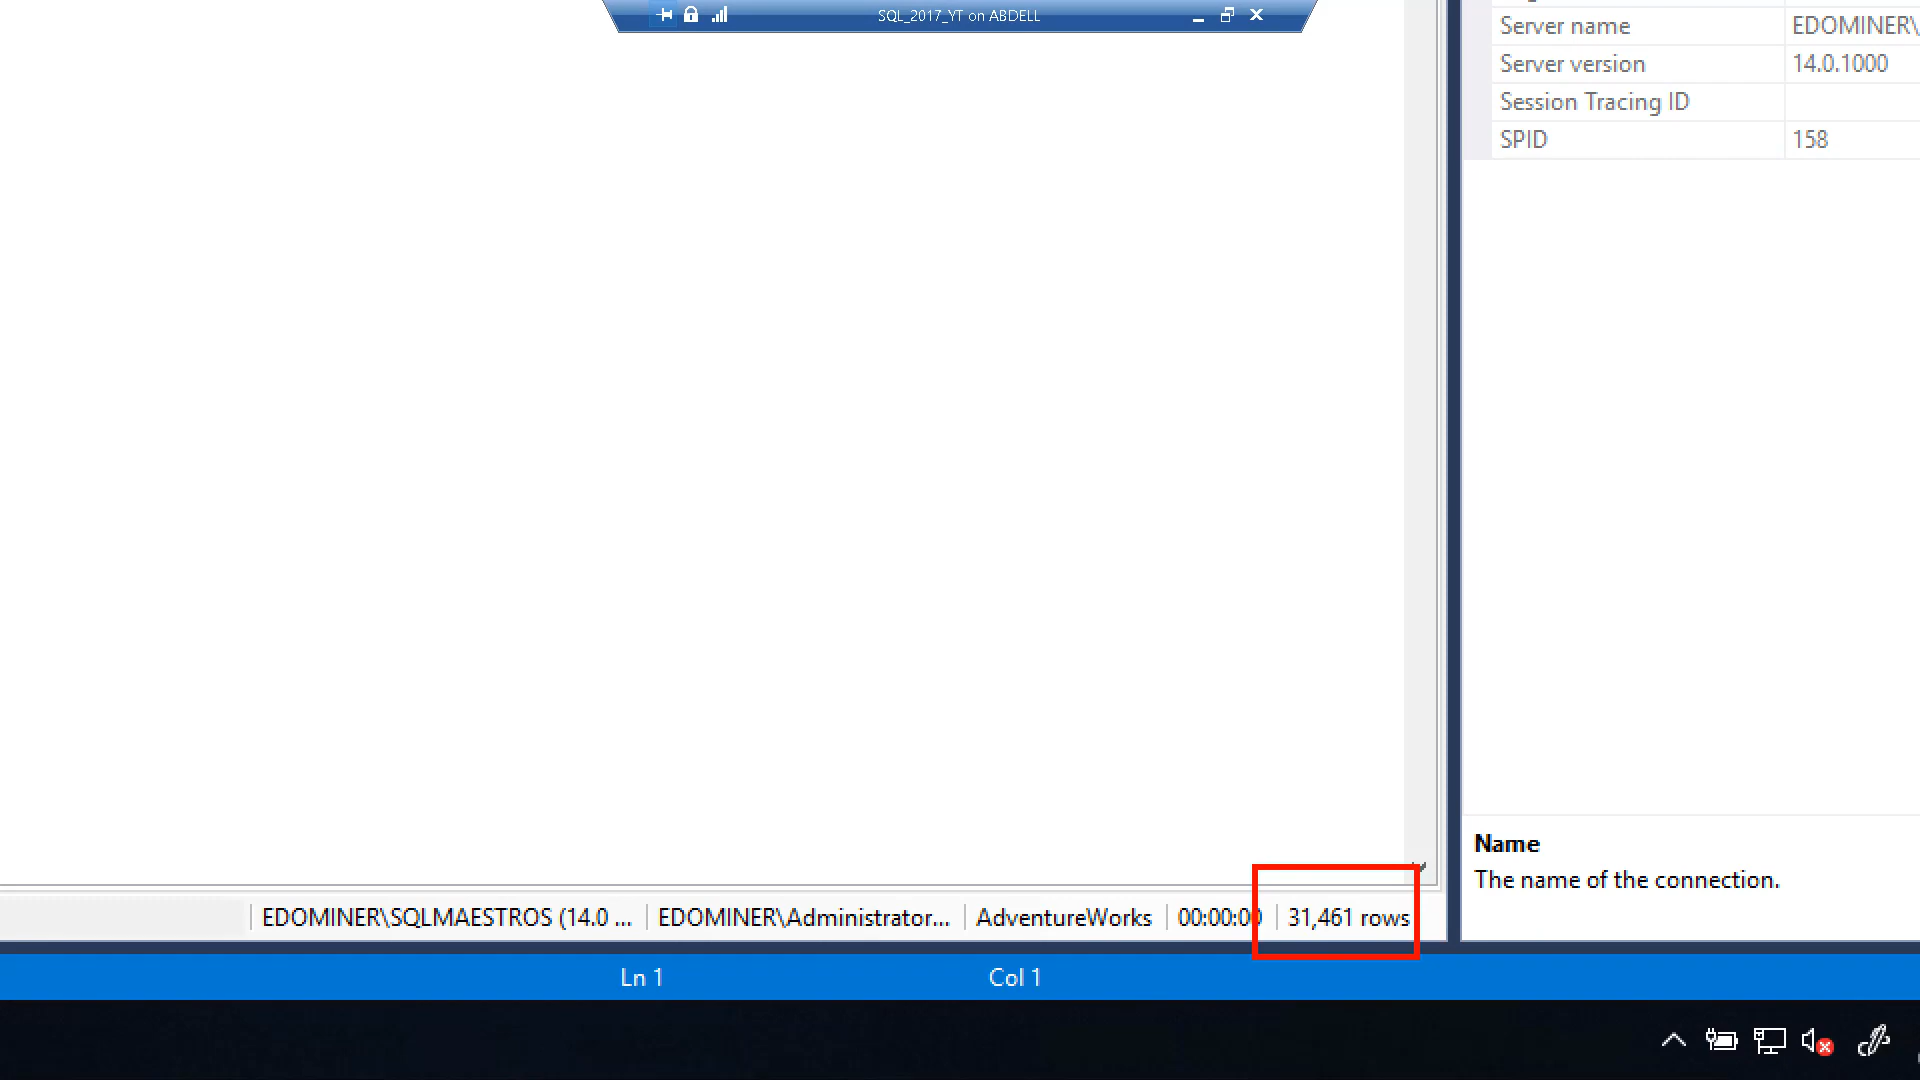 SQL_2017_YT on ABDELL
Server name EDOMINER\
Server version 14.0.1000
Session Tracing ID
SPID 158
Name
The name of the connection.
EDOMINER\SQLMAESTROS (14.0 ... EDOMINER\Administrator... AdventureWorks 00:00:00 31,461 rows
Ln 1 Col 1